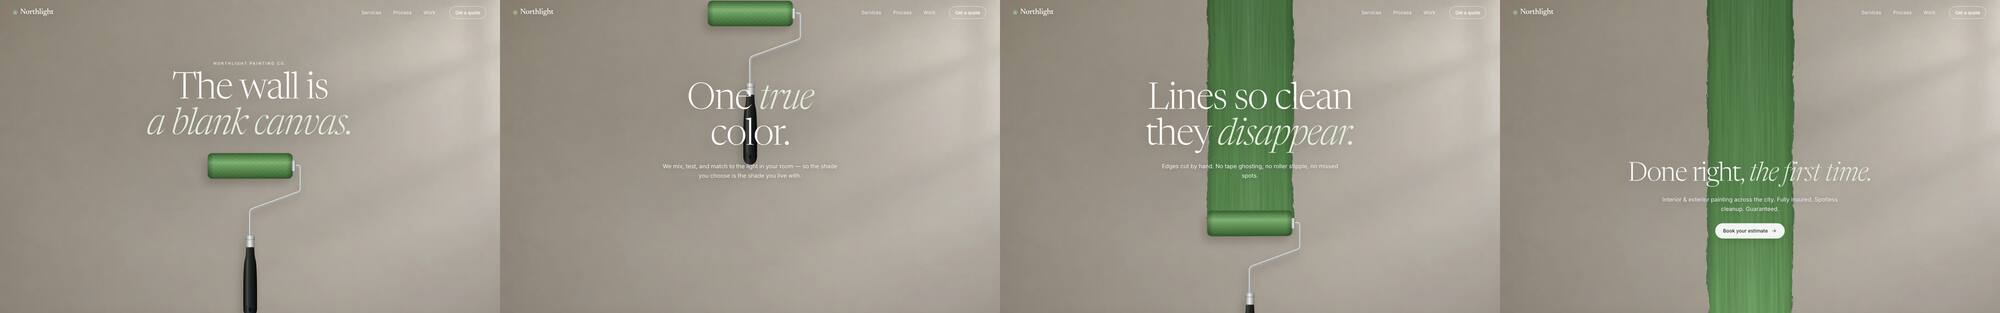 Northlight
Services
Process
Work
Get a quote
NORTHLIGHT PAINTING CO.
The wall is
a blank canvas.
Northlight
Services
Process
Work
Get a quote
One true
color.
We mix, test, and match to the light in your room — so the shade
you choose is the shade you live with.
Northlight
Services
Process
Work
Get a quote
Lines so clean
they disappear.
Edges cut by hand. No tape ghosting, no roller stipple, no missed
spots.
Northlight
Services
Process
Work
Get a quote
Done right, the first time.
Interior & exterior painting across the city. Fully insured. Spotless
cleanup. Guaranteed.
Book your estimate →